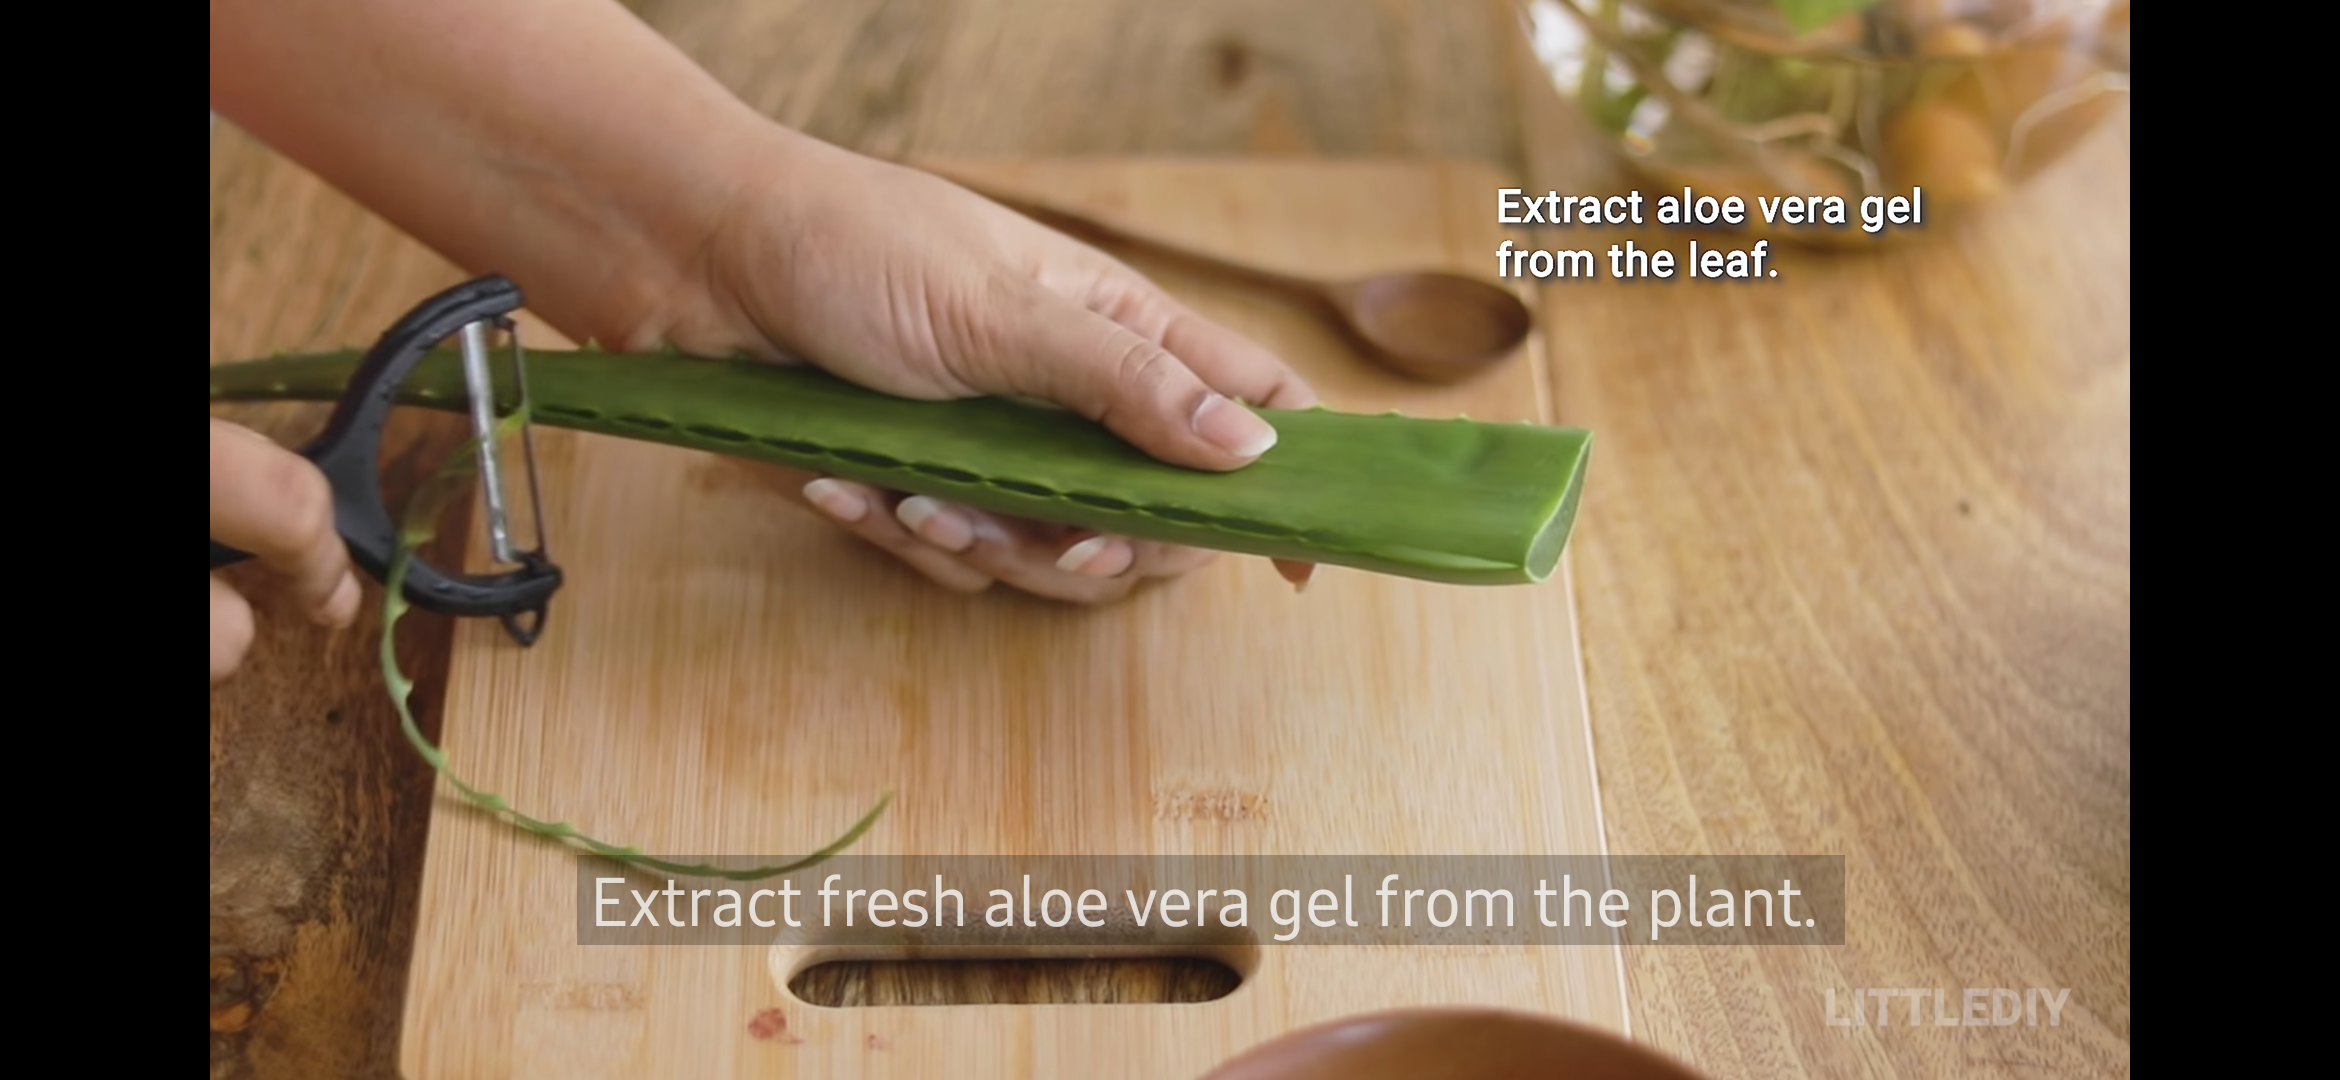 Extract aloe vera gel
from the leaf.
Extract fresh aloe vera gel from the plant.
LITTLEDIY